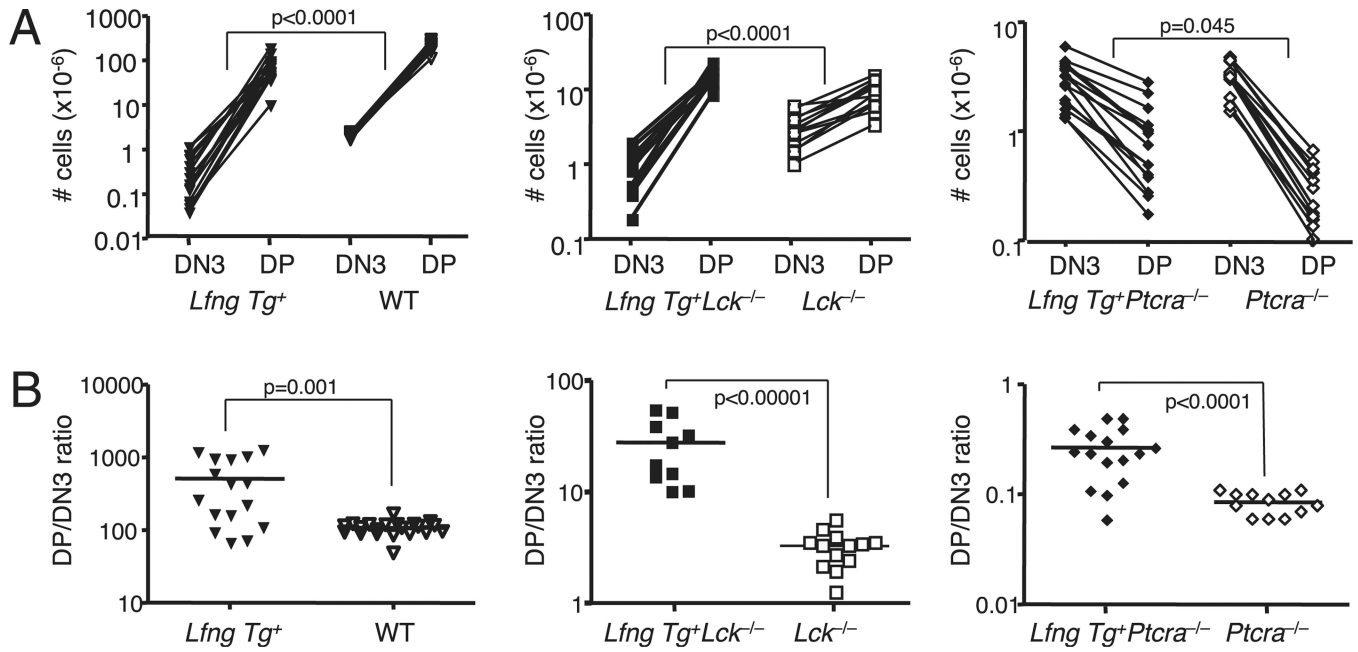 A
# cells (x10⁻⁶)
1000
100
10
1
0.1
0.01
p<0.0001
DN3 DP DN3 DP
Lfng Tg⁺ WT
# cells (x10⁻⁶)
100
10
1
0.1
p<0.0001
DN3 DP DN3 DP
Lfng Tg⁺Lck⁻/⁻ Lck⁻/⁻
# cells (x10⁻⁶)
10
1
0.1
p=0.045
DN3 DP DN3 DP
Lfng Tg⁺Ptcra⁻/⁻ Ptcra⁻/⁻
B
DP/DN3 ratio
10000
1000
100
10
p=0.001
Lfng Tg⁺ WT
DP/DN3 ratio
100
10
1
p<0.00001
Lfng Tg⁺Lck⁻/⁻ Lck⁻/⁻
DP/DN3 ratio
1
0.1
0.01
p<0.0001
Lfng Tg⁺Ptcra⁻/⁻ Ptcra⁻/⁻